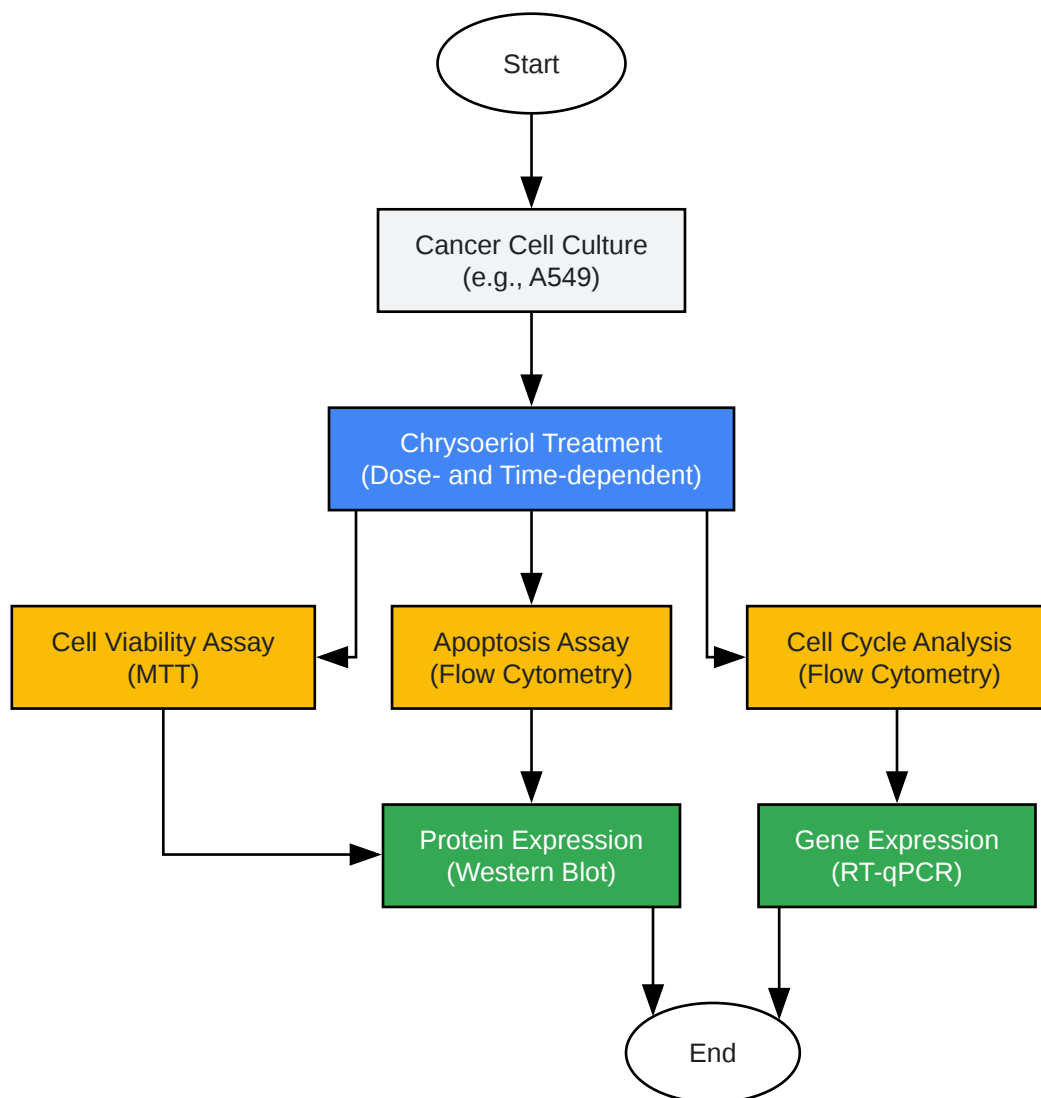 Start
Cancer Cell Culture
(e.g., A549)
Chrysoeriol Treatment
(Dose- and Time-dependent)
Cell Viability Assay
(MTT)
Apoptosis Assay
(Flow Cytometry)
Cell Cycle Analysis
(Flow Cytometry)
Protein Expression
(Western Blot)
Gene Expression
(RT-qPCR)
End